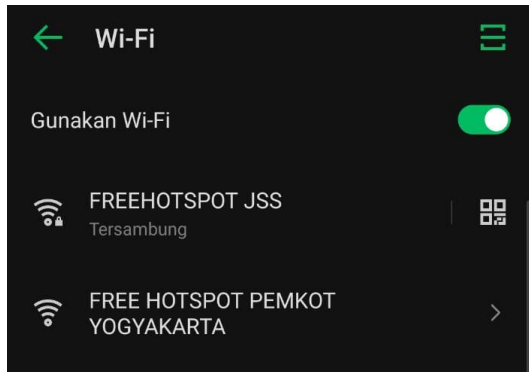 Wi-Fi
Gunakan Wi-Fi
FREEHOTSPOT JSS
Tersambung
FREE HOTSPOT PEMKOT
YOGYAKARTA